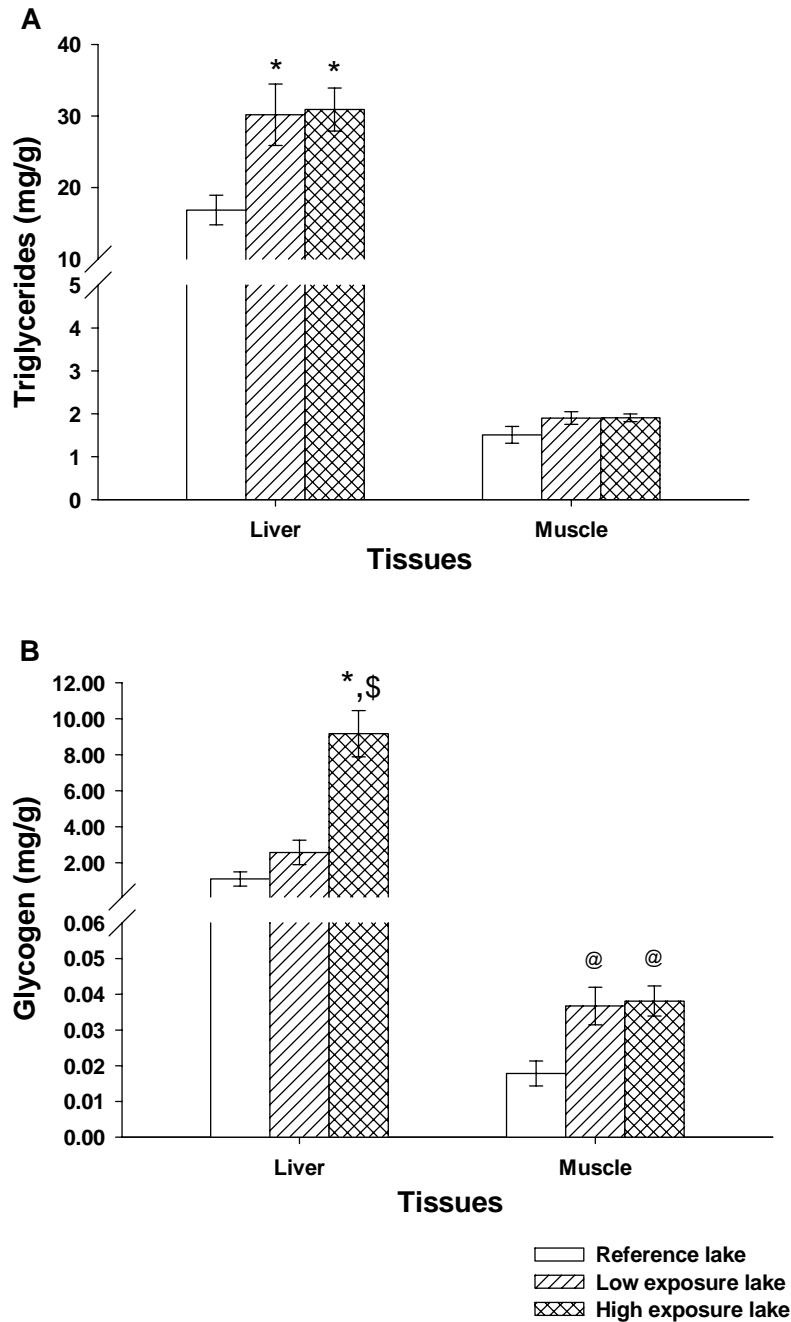 A
Triglycerides (mg/g)
40
30
20
10
5
4
3
2
1
0
* *
Liver Muscle
Tissues
B
Glycogen (mg/g)
12.00
10.00
8.00
6.00
4.00
2.00
0.06
0.05
0.04
0.03
0.02
0.01
0.00
*,$
@ @
Liver Muscle
Tissues
Reference lake
Low exposure lake
High exposure lake